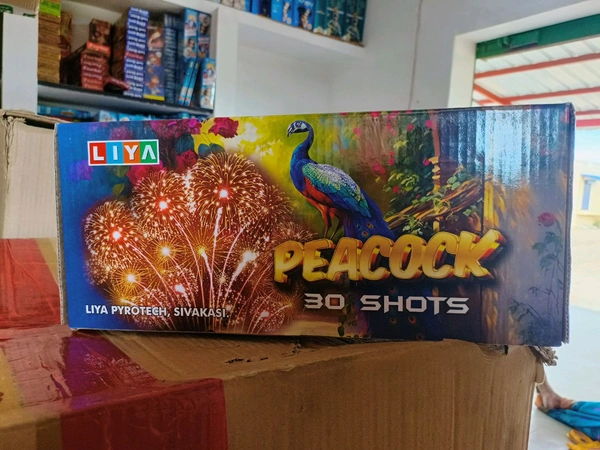 LIYA
PEACOCK
30 SHOTS
LIYA PYROTECH, SIVAKASI.